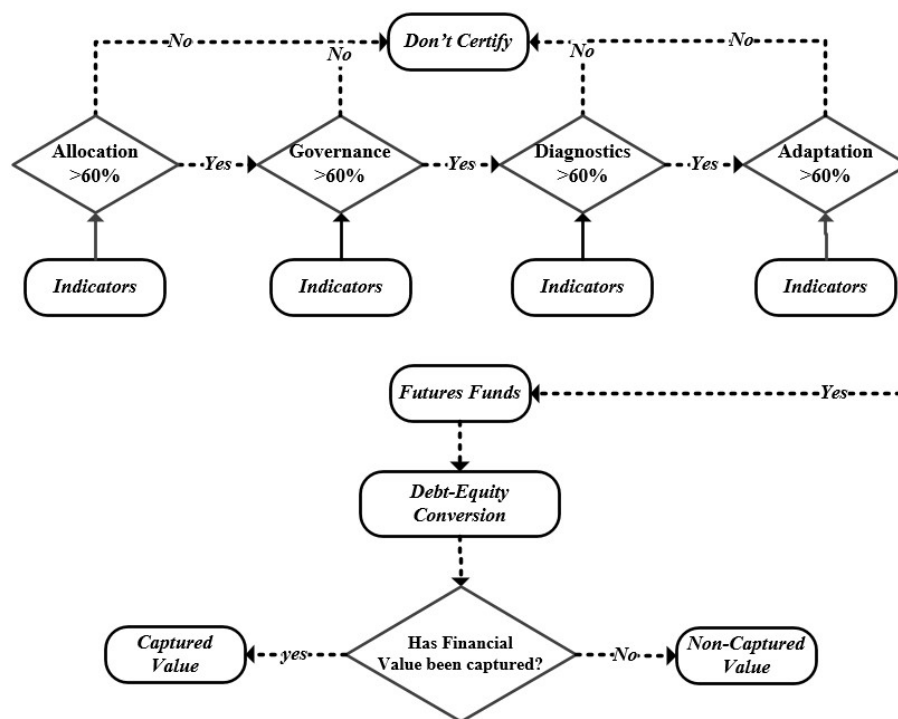 No
Don't Certify
No
No
No
Allocation
>60%
Yes
Governance
>60%
Yes
Diagnostics
>60%
Yes
Adaptation
>60%
Indicators
Indicators
Indicators
Indicators
Futures Funds
Yes
Debt-Equity
Conversion
Captured
Value
yes
Has Financial
Value been captured?
No
Non-Captured
Value